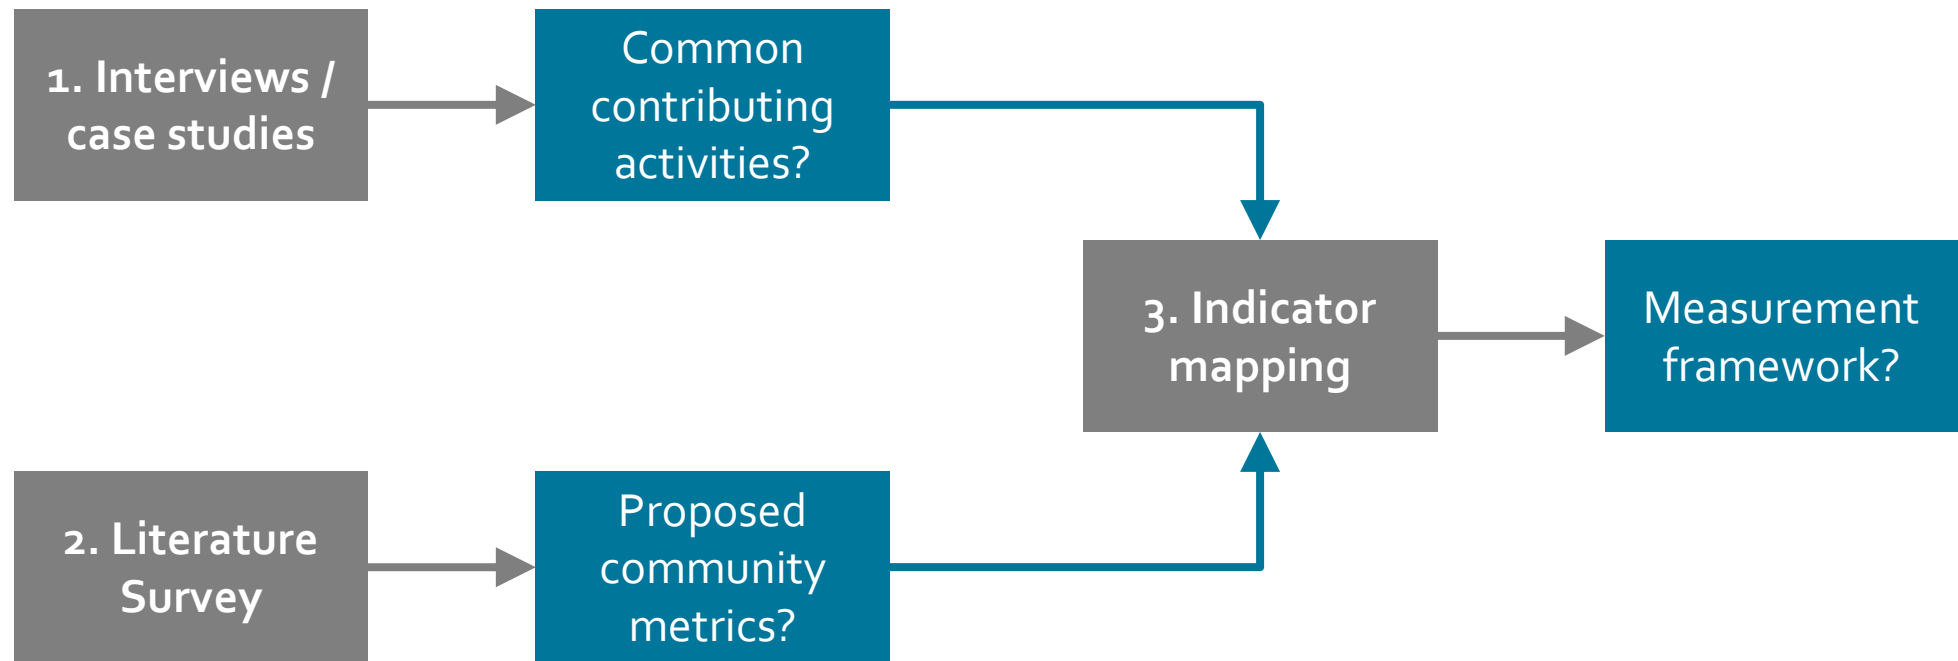 1. Interviews /
case studies
Common
contributing
activities?
3. Indicator
mapping
Measurement
framework?
2. Literature
Survey
Proposed
community
metrics?